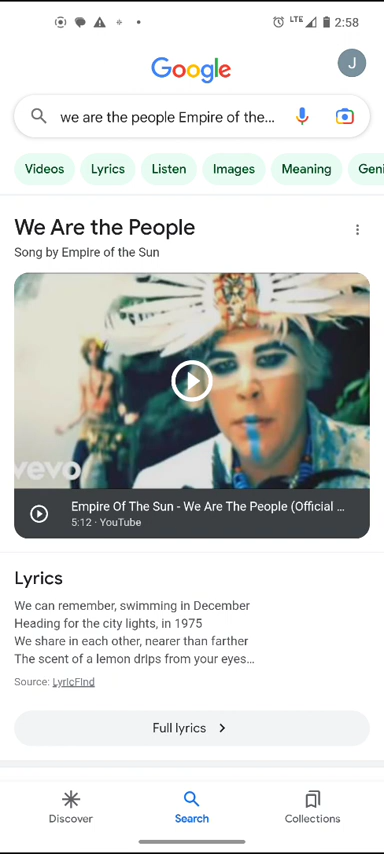 LTE 2:58
Google
J
we are the people Empire of the...
Videos Lyrics Listen Images Meaning Geni
We Are the People
Song by Empire of the Sun
vevo
Empire Of The Sun - We Are The People (Official ...
5:12 · YouTube
Lyrics
We can remember, swimming in December
Heading for the city lights, in 1975
We share in each other, nearer than farther
The scent of a lemon drips from your eyes...
Source: LyricFind
Full lyrics
Discover Search Collections